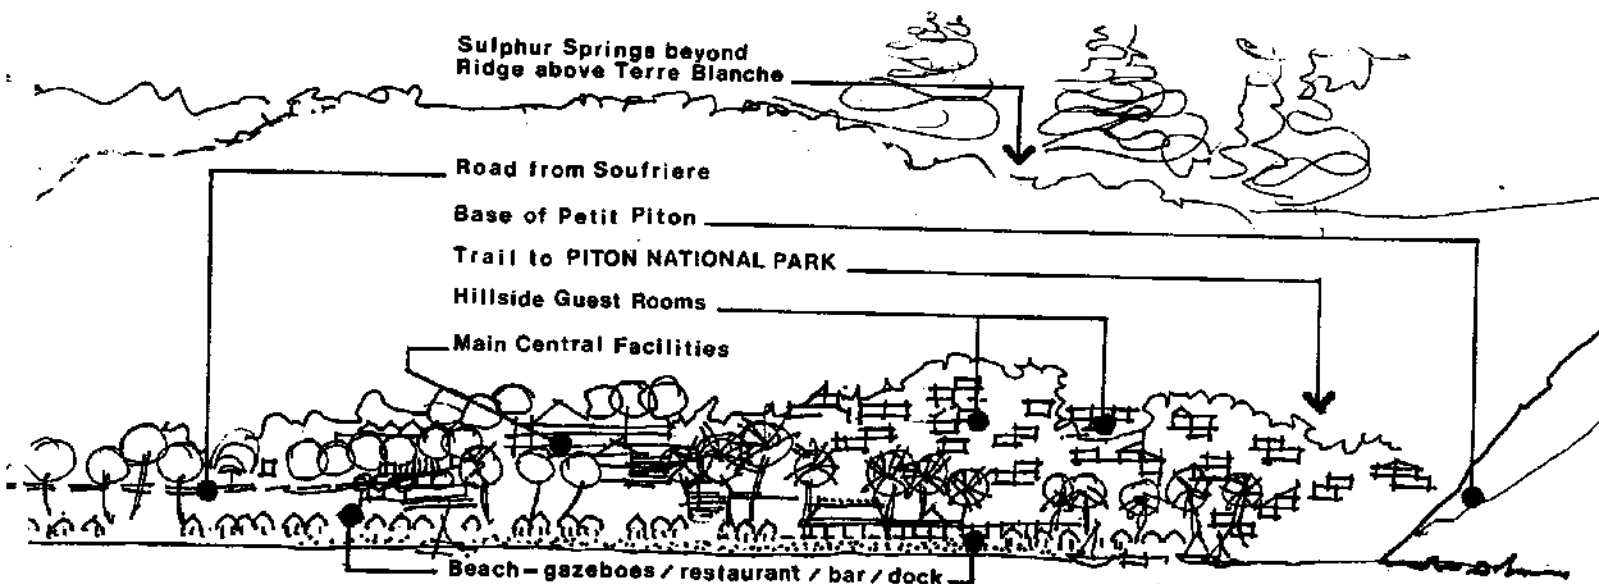 Sulphur Springs beyond
Ridge above Terre Blanche
Road from Soufriere
Base of Petit Piton
Trail to PITON NATIONAL PARK
Hillside Guest Rooms
Main Central Facilities
Beach-gazeboes/restaurant/bar/dock